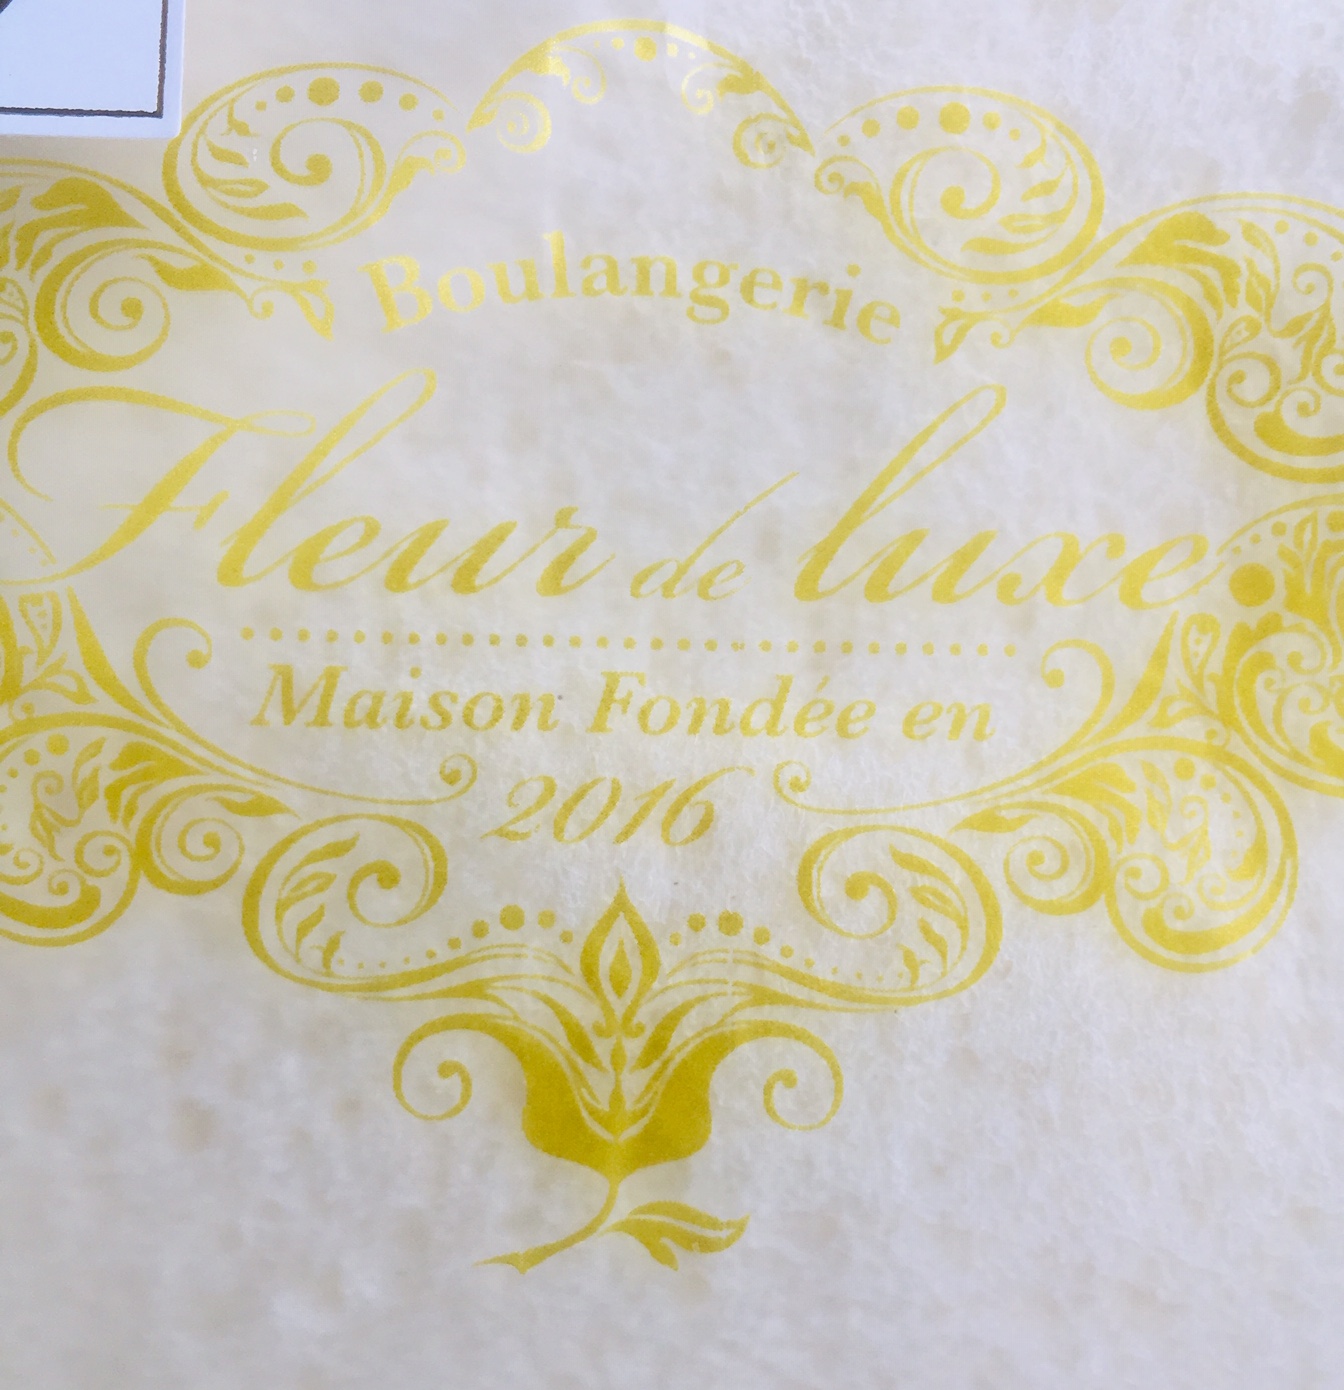 Boulangerie
Fleur de luxe
Maison Fondée en
2016